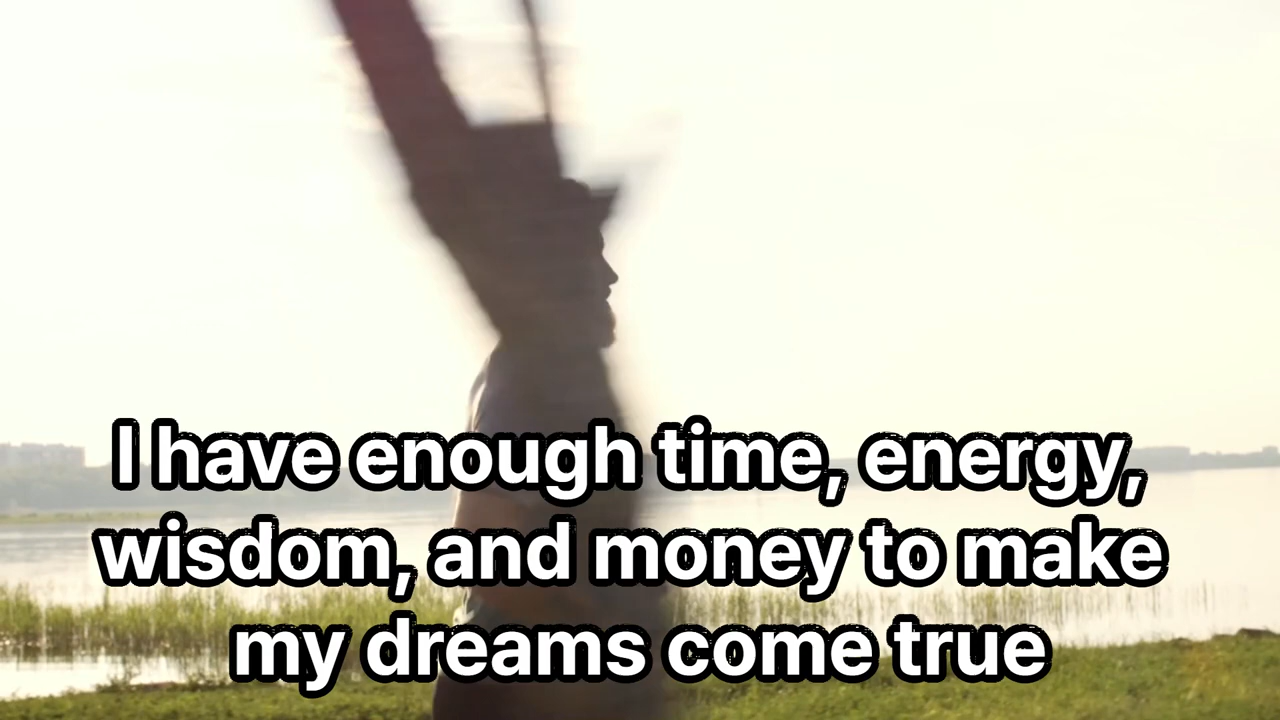 I have enough time, energy,
wisdom, and money to make
my dreams come true